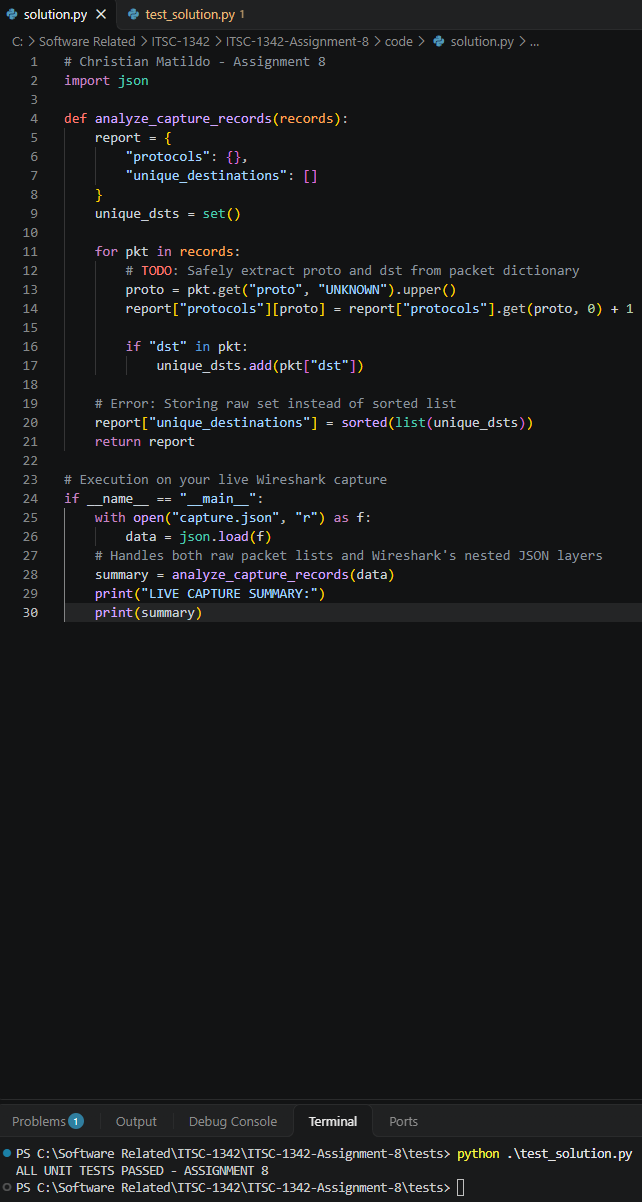 solution.py
test_solution.py 1
C: > Software Related > ITSC-1342 > ITSC-1342-Assignment-8 > code > solution.py > ...
1 # Christian Matildo - Assignment 8
2 import json
3
4 def analyze_capture_records(records):
5     report = {
6         "protocols": {},
7         "unique_destinations": []
8     }
9     unique_dsts = set()
10
11     for pkt in records:
12         # TODO: Safely extract proto and dst from packet dictionary
13         proto = pkt.get("proto", "UNKNOWN").upper()
14         report["protocols"][proto] = report["protocols"].get(proto, 0) + 1
15
16         if "dst" in pkt:
17             unique_dsts.add(pkt["dst"])
18
19     # Error: Storing raw set instead of sorted list
20     report["unique_destinations"] = sorted(list(unique_dsts))
21     return report
22
23 # Execution on your live Wireshark capture
24 if __name__ == "__main__":
25     with open("capture.json", "r") as f:
26         data = json.load(f)
27     # Handles both raw packet lists and Wireshark's nested JSON layers
28     summary = analyze_capture_records(data)
29     print("LIVE CAPTURE SUMMARY:")
30     print(summary)
Problems 1 Output Debug Console Terminal Ports
PS C:\Software Related\ITSC-1342\ITSC-1342-Assignment-8\tests> python .\test_solution.py
ALL UNIT TESTS PASSED - ASSIGNMENT 8
PS C:\Software Related\ITSC-1342\ITSC-1342-Assignment-8\tests>